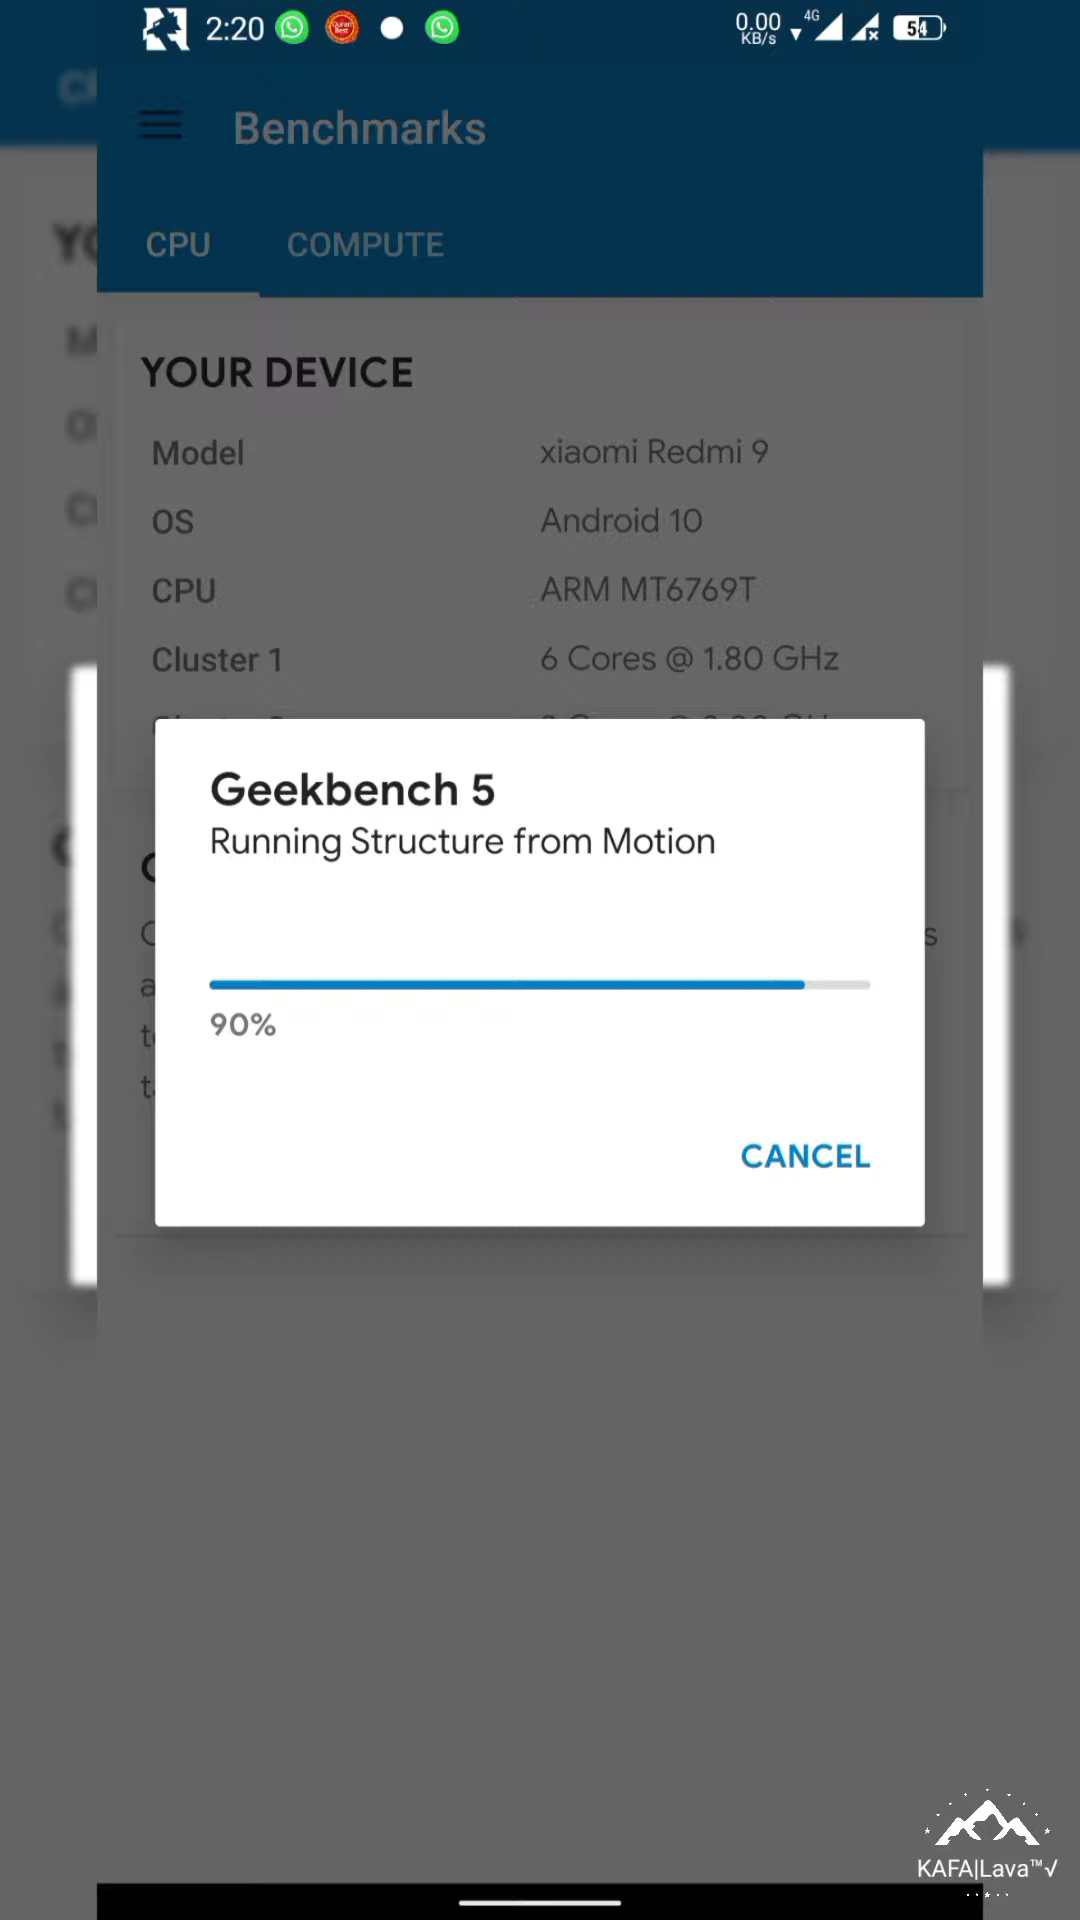 2:20
0.00 KB/s
4G
54
Benchmarks
CPU COMPUTE
YOUR DEVICE
Model xiaomi Redmi 9
OS Android 10
CPU ARM MT6769T
Cluster 1 6 Cores @ 1.80 GHz
Geekbench 5
Running Structure from Motion
90%
CANCEL
KAFA|Lava™√